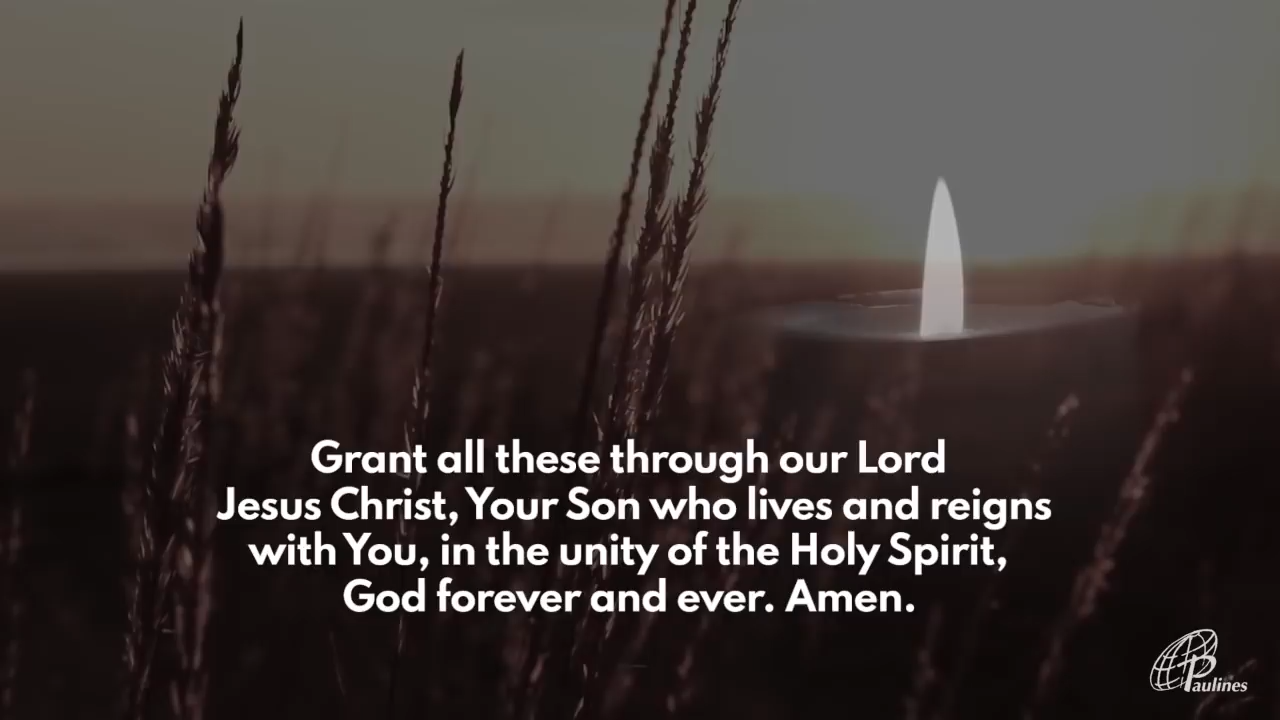 Grant all these through our Lord
Jesus Christ, Your Son who lives and reigns
with You, in the unity of the Holy Spirit,
God forever and ever. Amen.
Paulines